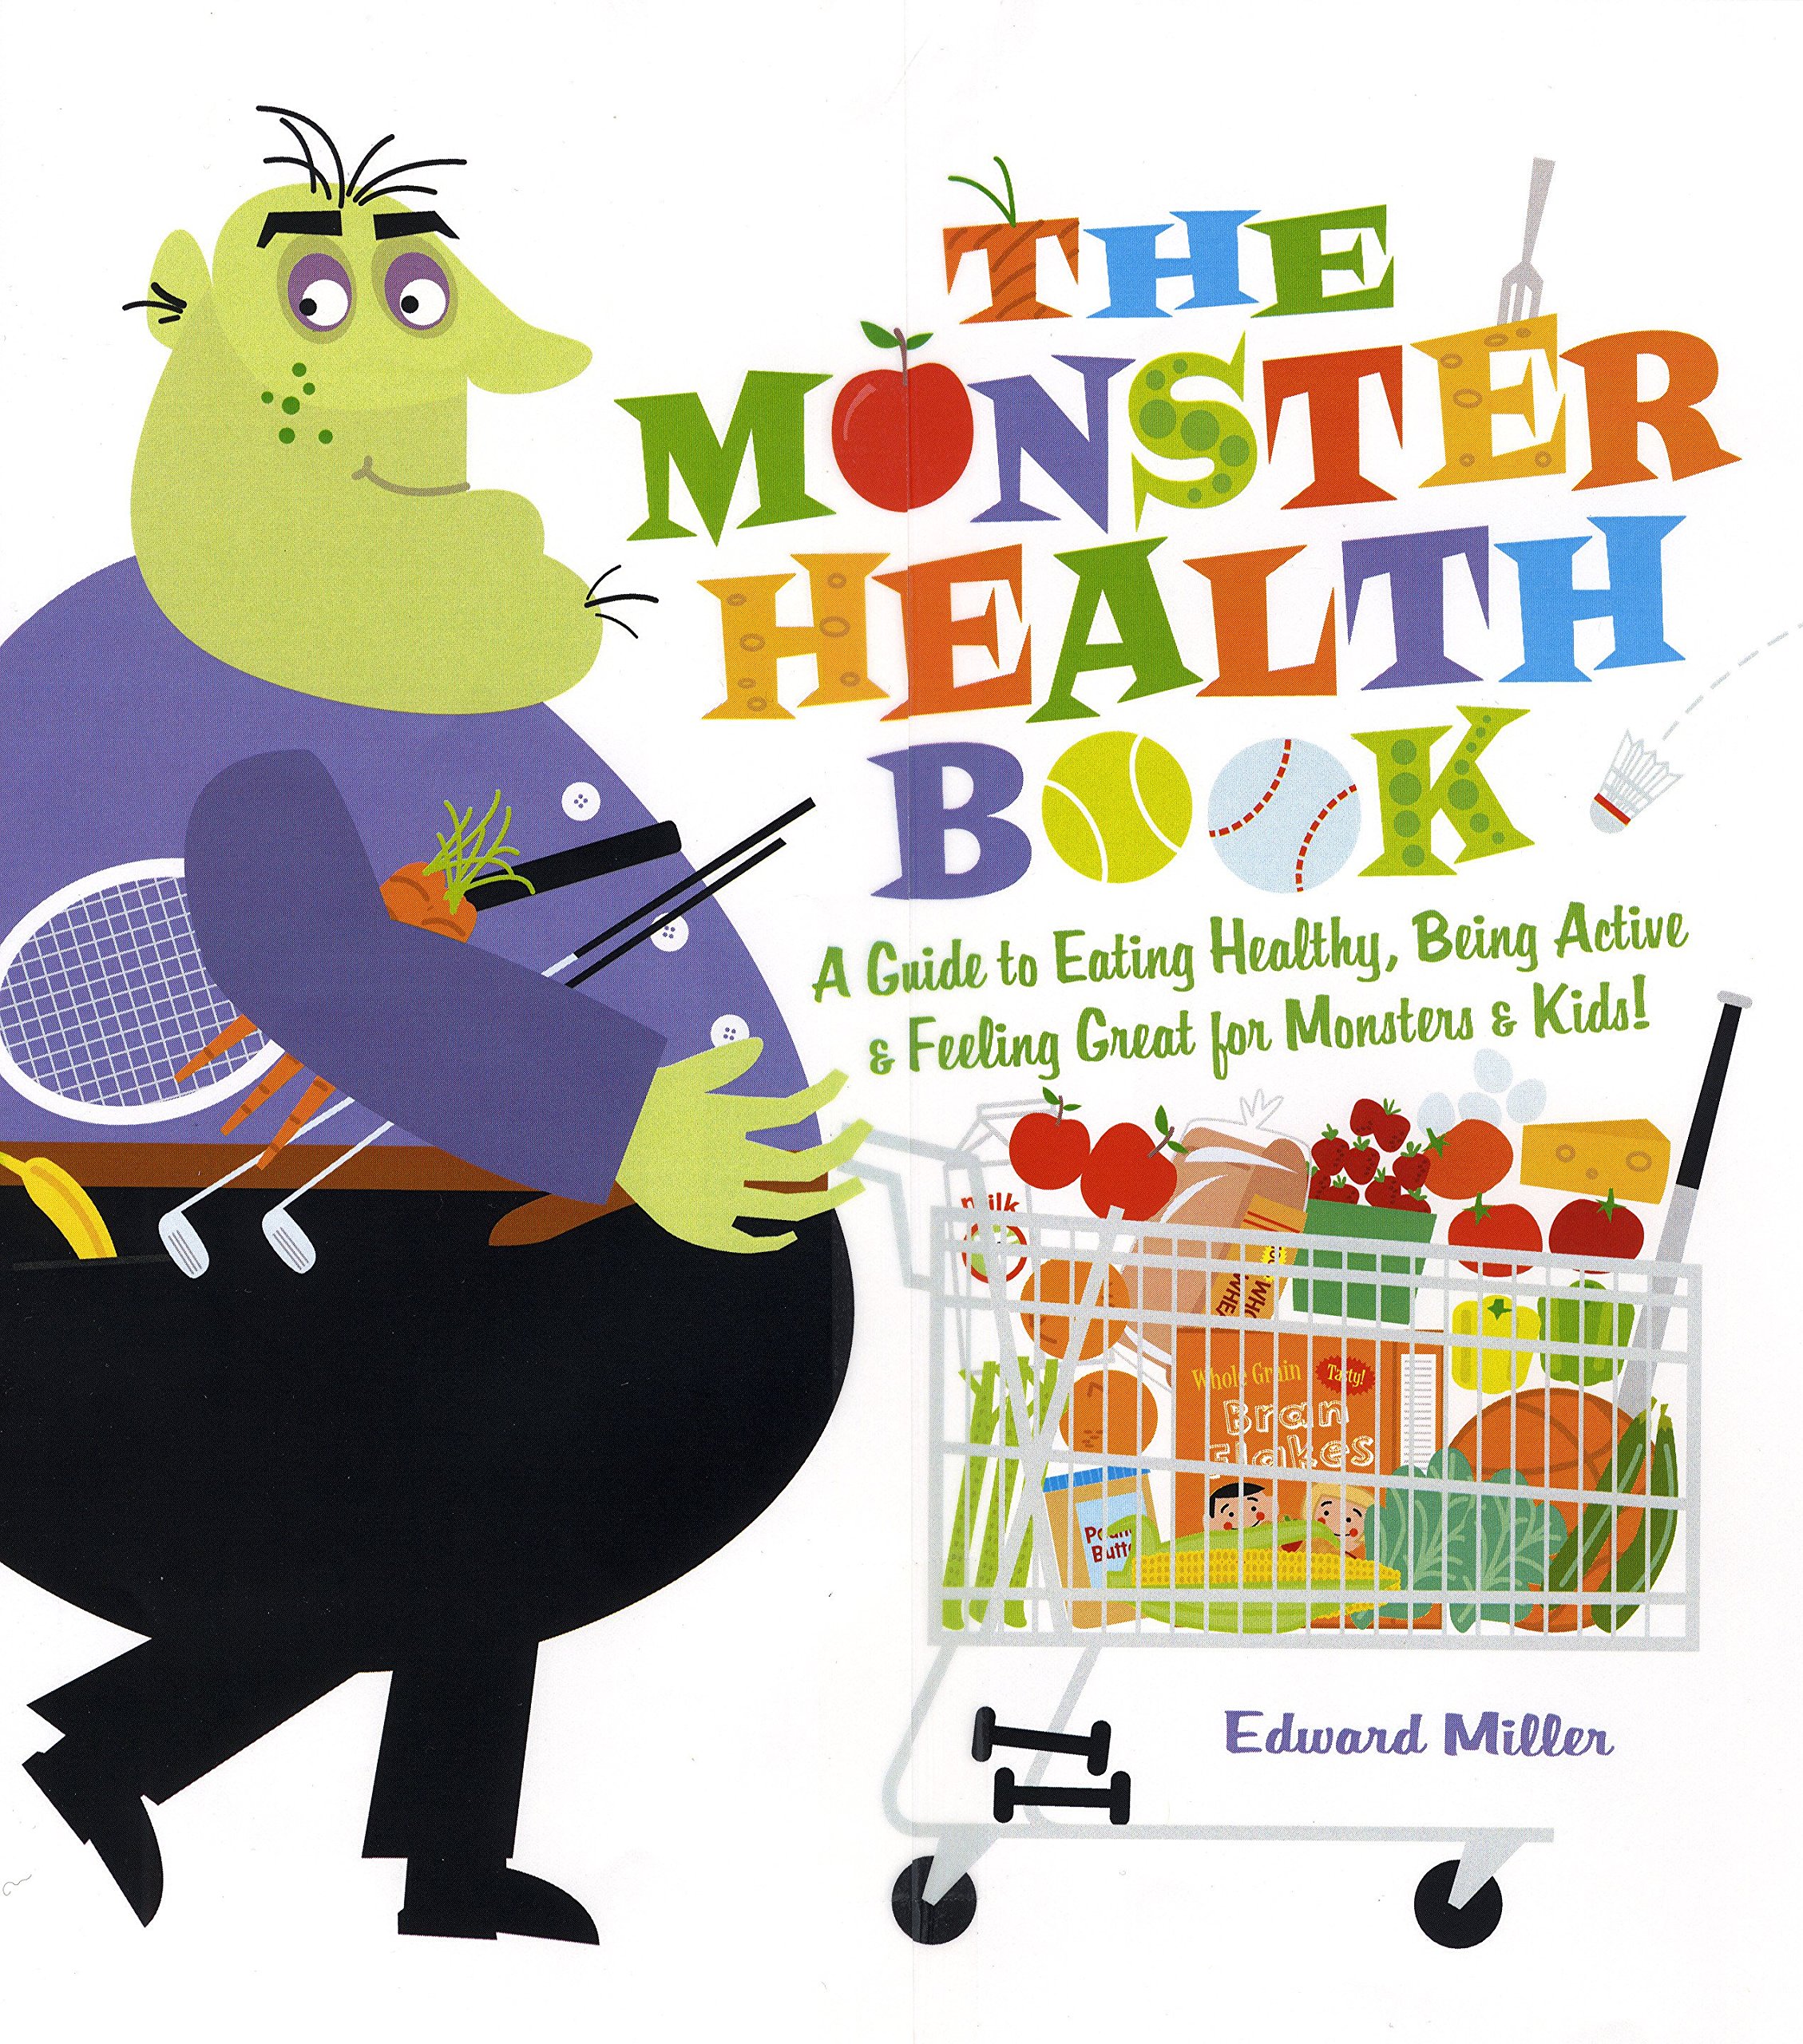 THE
MONSTER
HEALTH
BOOK
A Guide to Eating Healthy, Being Active
& Feeling Great for Monsters & Kids!
milk
Whole Grain
Tasty!
Bran
Flakes
Edward Miller